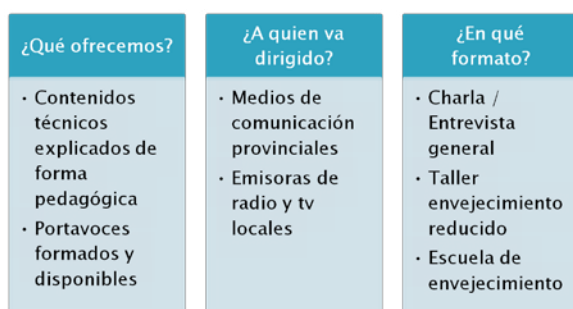 ¿Qué ofrecemos?
· Contenidos
técnicos
explicados de
forma
pedagógica
· Portavoces
formados y
disponibles
¿A quien va
dirigido?
· Medios de
comunicación
provinciales
· Emisoras de
radio y tv
locales
¿En qué
formato?
· Charla /
Entrevista
general
· Taller
envejecimiento
reducido
· Escuela de
envejecimiento